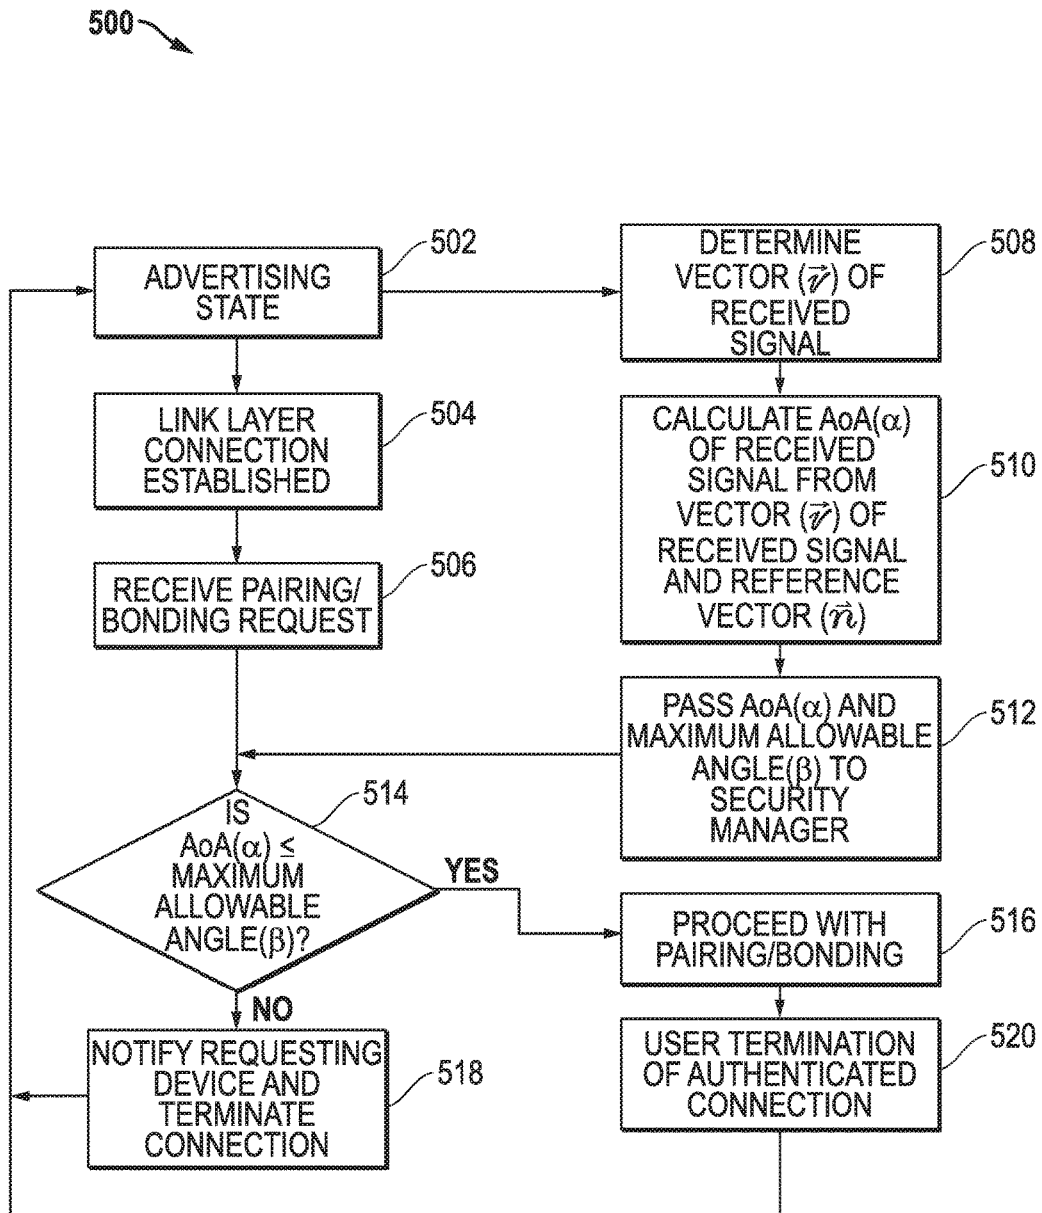 500
502
ADVERTISING
STATE
504
LINK LAYER
CONNECTION
ESTABLISHED
506
RECEIVE PAIRING/
BONDING REQUEST
508
DETERMINE
VECTOR (v⃗) OF
RECEIVED
SIGNAL
510
CALCULATE AoA(α)
OF RECEIVED
SIGNAL FROM
VECTOR (v⃗) OF
RECEIVED SIGNAL
AND REFERENCE
VECTOR (n⃗)
512
PASS AoA(α) AND
MAXIMUM ALLOWABLE
ANGLE(β) TO
SECURITY
MANAGER
514
IS
AoA(α) ≤
MAXIMUM
ALLOWABLE
ANGLE(β)?
YES
NO
516
PROCEED WITH
PAIRING/BONDING
518
NOTIFY REQUESTING
DEVICE AND
TERMINATE
CONNECTION
520
USER TERMINATION
OF AUTHENTICATED
CONNECTION